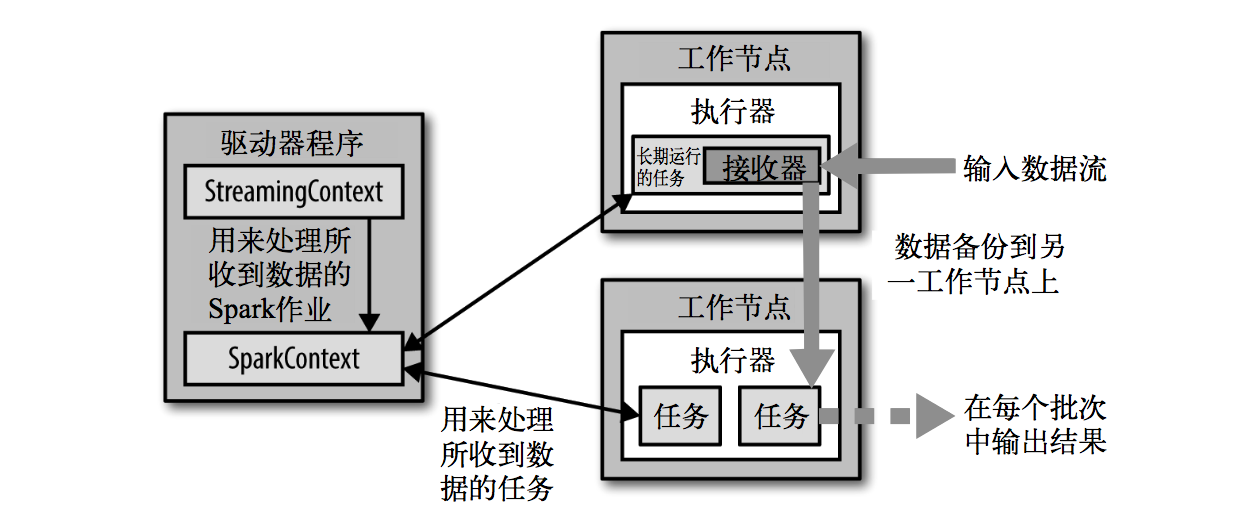 驱动器程序
StreamingContext
用来处理所
收到数据的
Spark作业
SparkContext
用来处理
所收到数
据的任务
工作节点
执行器
长期运行
的任务
接收器
输入数据流
数据备份到另
一工作节点上
工作节点
执行器
任务
任务
在每个批次
中输出结果